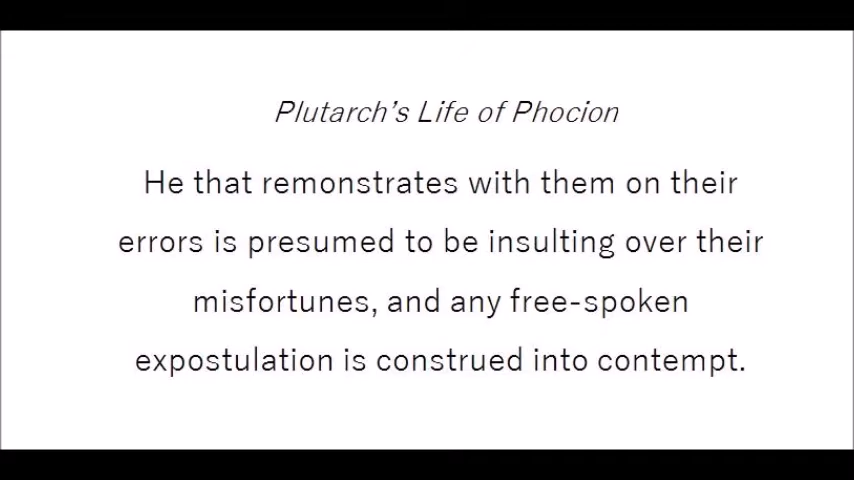 Plutarch’s Life of Phocion
He that remonstrates with them on their
errors is presumed to be insulting over their
misfortunes, and any free-spoken
expostulation is construed into contempt.